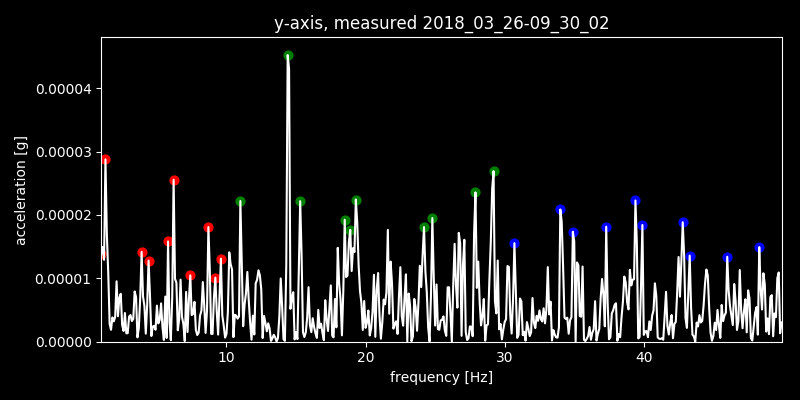 y-axis, measured 2018_03_26-09_30_02
acceleration [g]
0.00004
0.00003
0.00002
0.00001
0.00000
10 20 30 40
frequency [Hz]